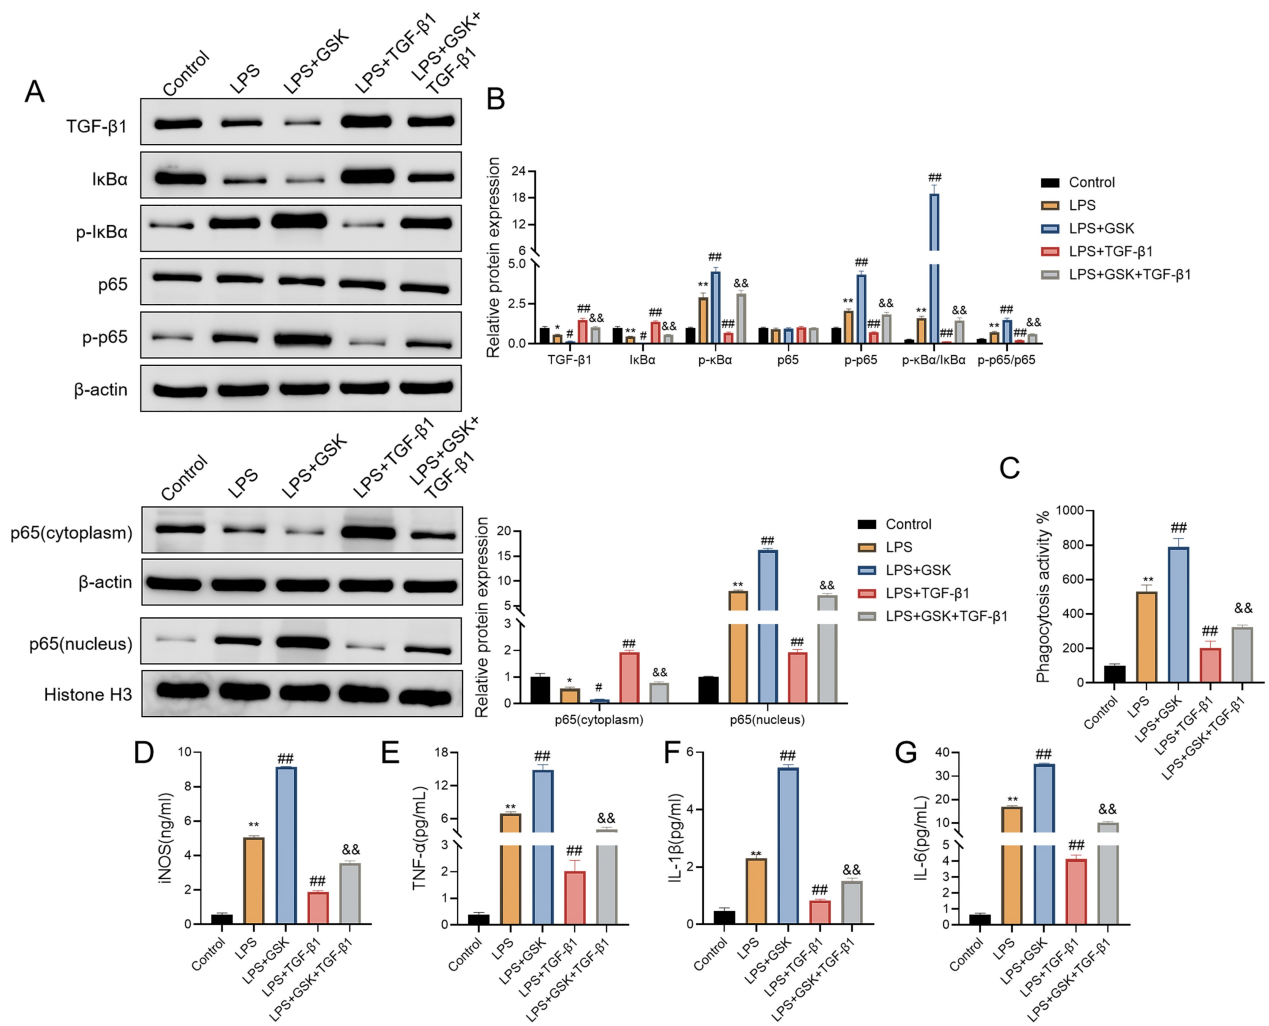 A
Control
LPS
LPS+GSK
LPS+TGF-β1
LPS+GSK+
TGF-β1
TGF-β1
IκBα
p-IκBα
p65
p-p65
β-actin
B
Relative protein expression
24
18
12
6
5.0
2.5
0.0
* # ## &&
** # ## &&
** ## ## &&
** ## ## &&
** ## ## &&
** ## ## &&
TGF-β1 IκBα p-κBα p65 p-p65 p-κBα/IκBα p-p65/p65
Control
LPS
LPS+GSK
LPS+TGF-β1
LPS+GSK+TGF-β1
Control
LPS
LPS+GSK
LPS+TGF-β1
LPS+GSK+
TGF-β1
p65(cytoplasm)
β-actin
p65(nucleus)
Histone H3
Relative protein expression
20
15
10
5
3
2
1
0
* # ## &&
** ## ## &&
p65(cytoplasm) p65(nucleus)
Control
LPS
LPS+GSK
LPS+TGF-β1
LPS+GSK+TGF-β1
C
Phagocytosis activity %
1000
800
600
400
200
0
** ## ## &&
Control
LPS
LPS+GSK
LPS+TGF-β1
LPS+GSK+TGF-β1
D
iNOS(ng/ml)
10
8
6
4
2
0
** ## ## &&
Control
LPS
LPS+GSK
LPS+TGF-β1
LPS+GSK+TGF-β1
E
TNF-α(pg/mL)
18
12
6
3
2
1
0
** ## ## &&
Control
LPS
LPS+GSK
LPS+TGF-β1
LPS+GSK+TGF-β1
F
IL-1β(pg/ml)
6
4
2
0
** ## ## &&
Control
LPS
LPS+GSK
LPS+TGF-β1
LPS+GSK+TGF-β1
G
IL-6(pg/mL)
40
30
20
10
5
4
3
2
1
0
** ## ## &&
Control
LPS
LPS+GSK
LPS+TGF-β1
LPS+GSK+TGF-β1